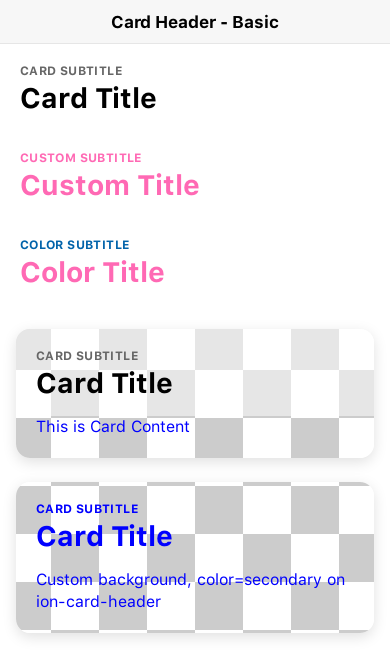 Card Header - Basic
CARD SUBTITLE
Card Title
CUSTOM SUBTITLE
Custom Title
COLOR SUBTITLE
Color Title
CARD SUBTITLE
Card Title
This is Card Content
CARD SUBTITLE
Card Title
Custom background, color=secondary on
ion-card-header